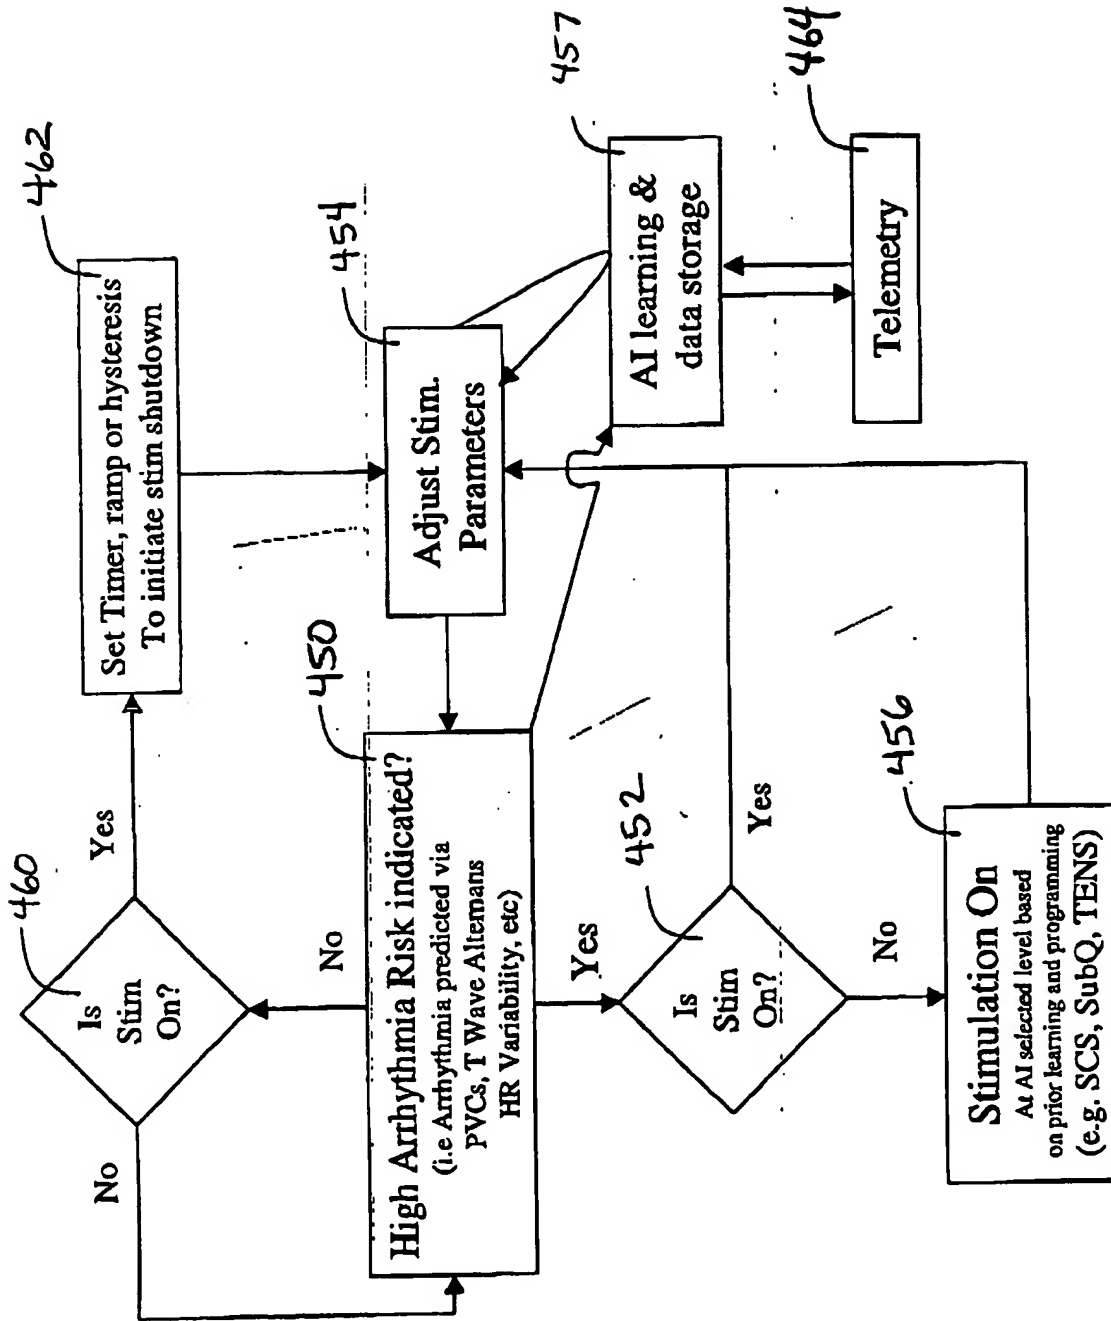 462
Set Timer, ramp or hysteresis
To initiate stim shutdown
460
Is
Stim
On?
Yes
No
No
454
Adjust Stim.
Parameters
450
High Arrhythmia Risk indicated?
(i.e Arrhythmia predicted via
PVCs, T Wave Alternans
HR Variability, etc)
457
AI learning &
data storage
464
Telemetry
Yes
452
Is
Stim
On?
Yes
No
456
Stimulation On
At AI selected level based
on prior learning and programming
(e.g. SCS, SubQ, TENS)